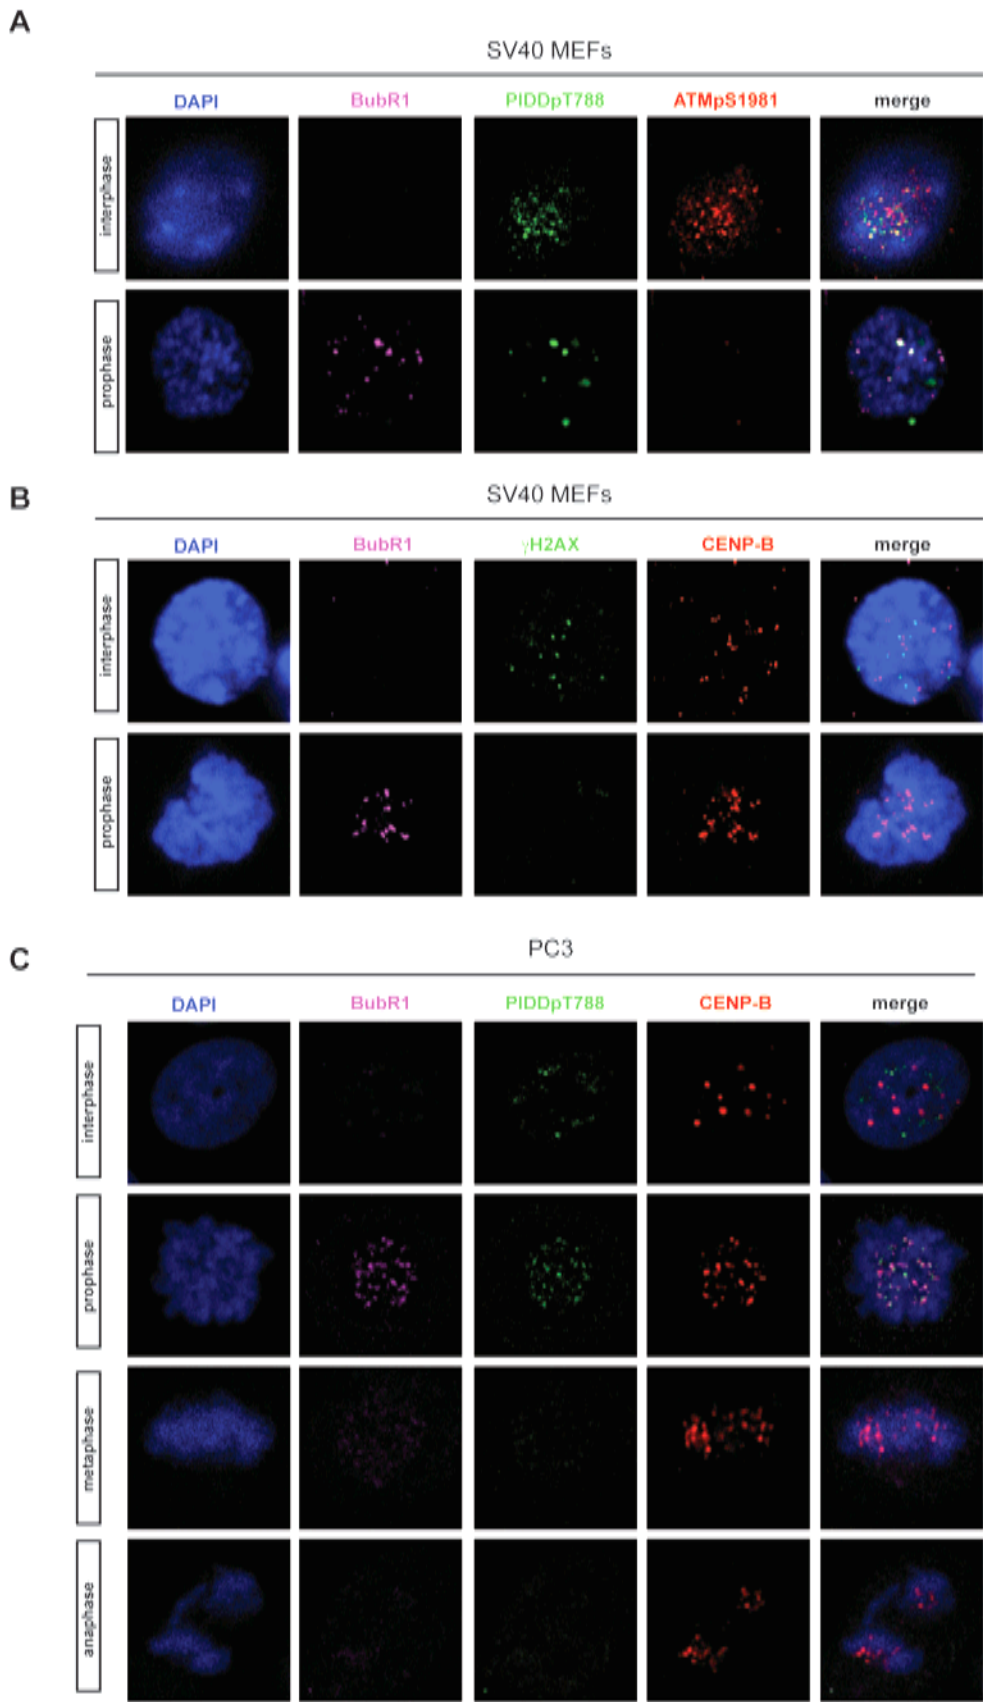 A
SV40 MEFs
DAPI BubR1 PIDDpT788 ATMpS1981 merge
interphase
prophase
B
SV40 MEFs
DAPI BubR1 γH2AX CENP-B merge
interphase
prophase
C
PC3
DAPI BubR1 PIDDpT788 CENP-B merge
interphase
prophase
metaphase
anaphase